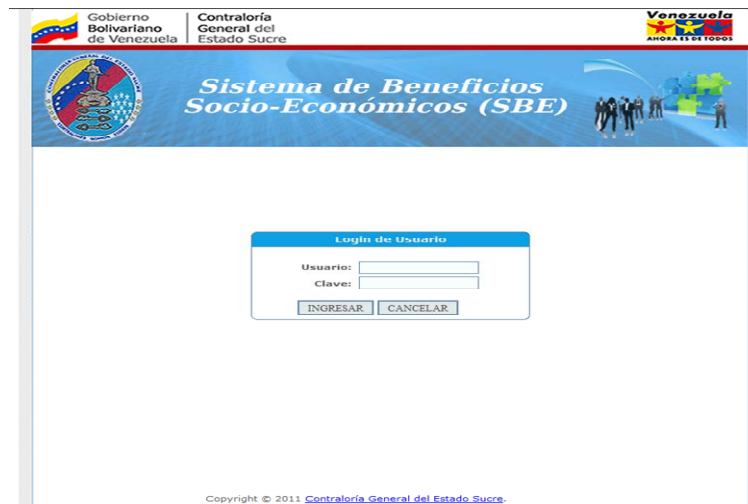 Gobierno
Bolivariano
de Venezuela
Contraloría
General del
Estado Sucre
Venezuela
AHORA ES DE TODOS
Sistema de Beneficios
Socio-Económicos (SBE)
Login de Usuario
Usuario:
Clave:
INGRESAR CANCELAR
Copyright © 2011 Contraloría General del Estado Sucre.